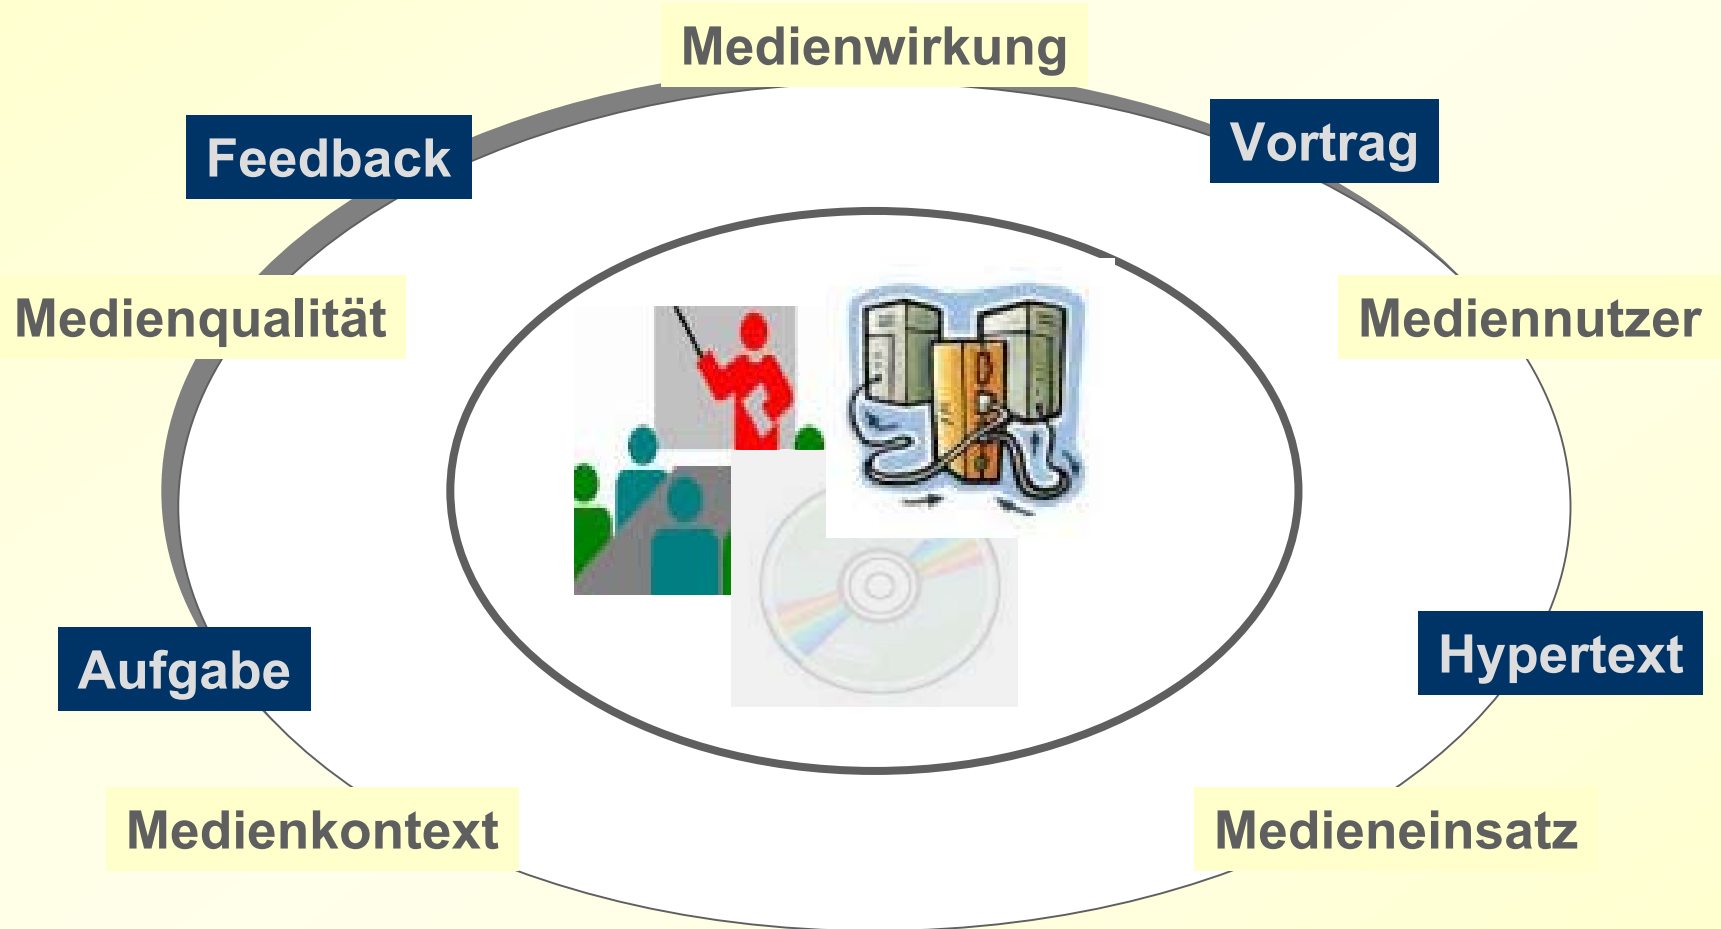 Medienwirkung
Feedback
Vortrag
Medienqualität
Mediennutzer
Aufgabe
Hypertext
Medienkontext
Medieneinsatz